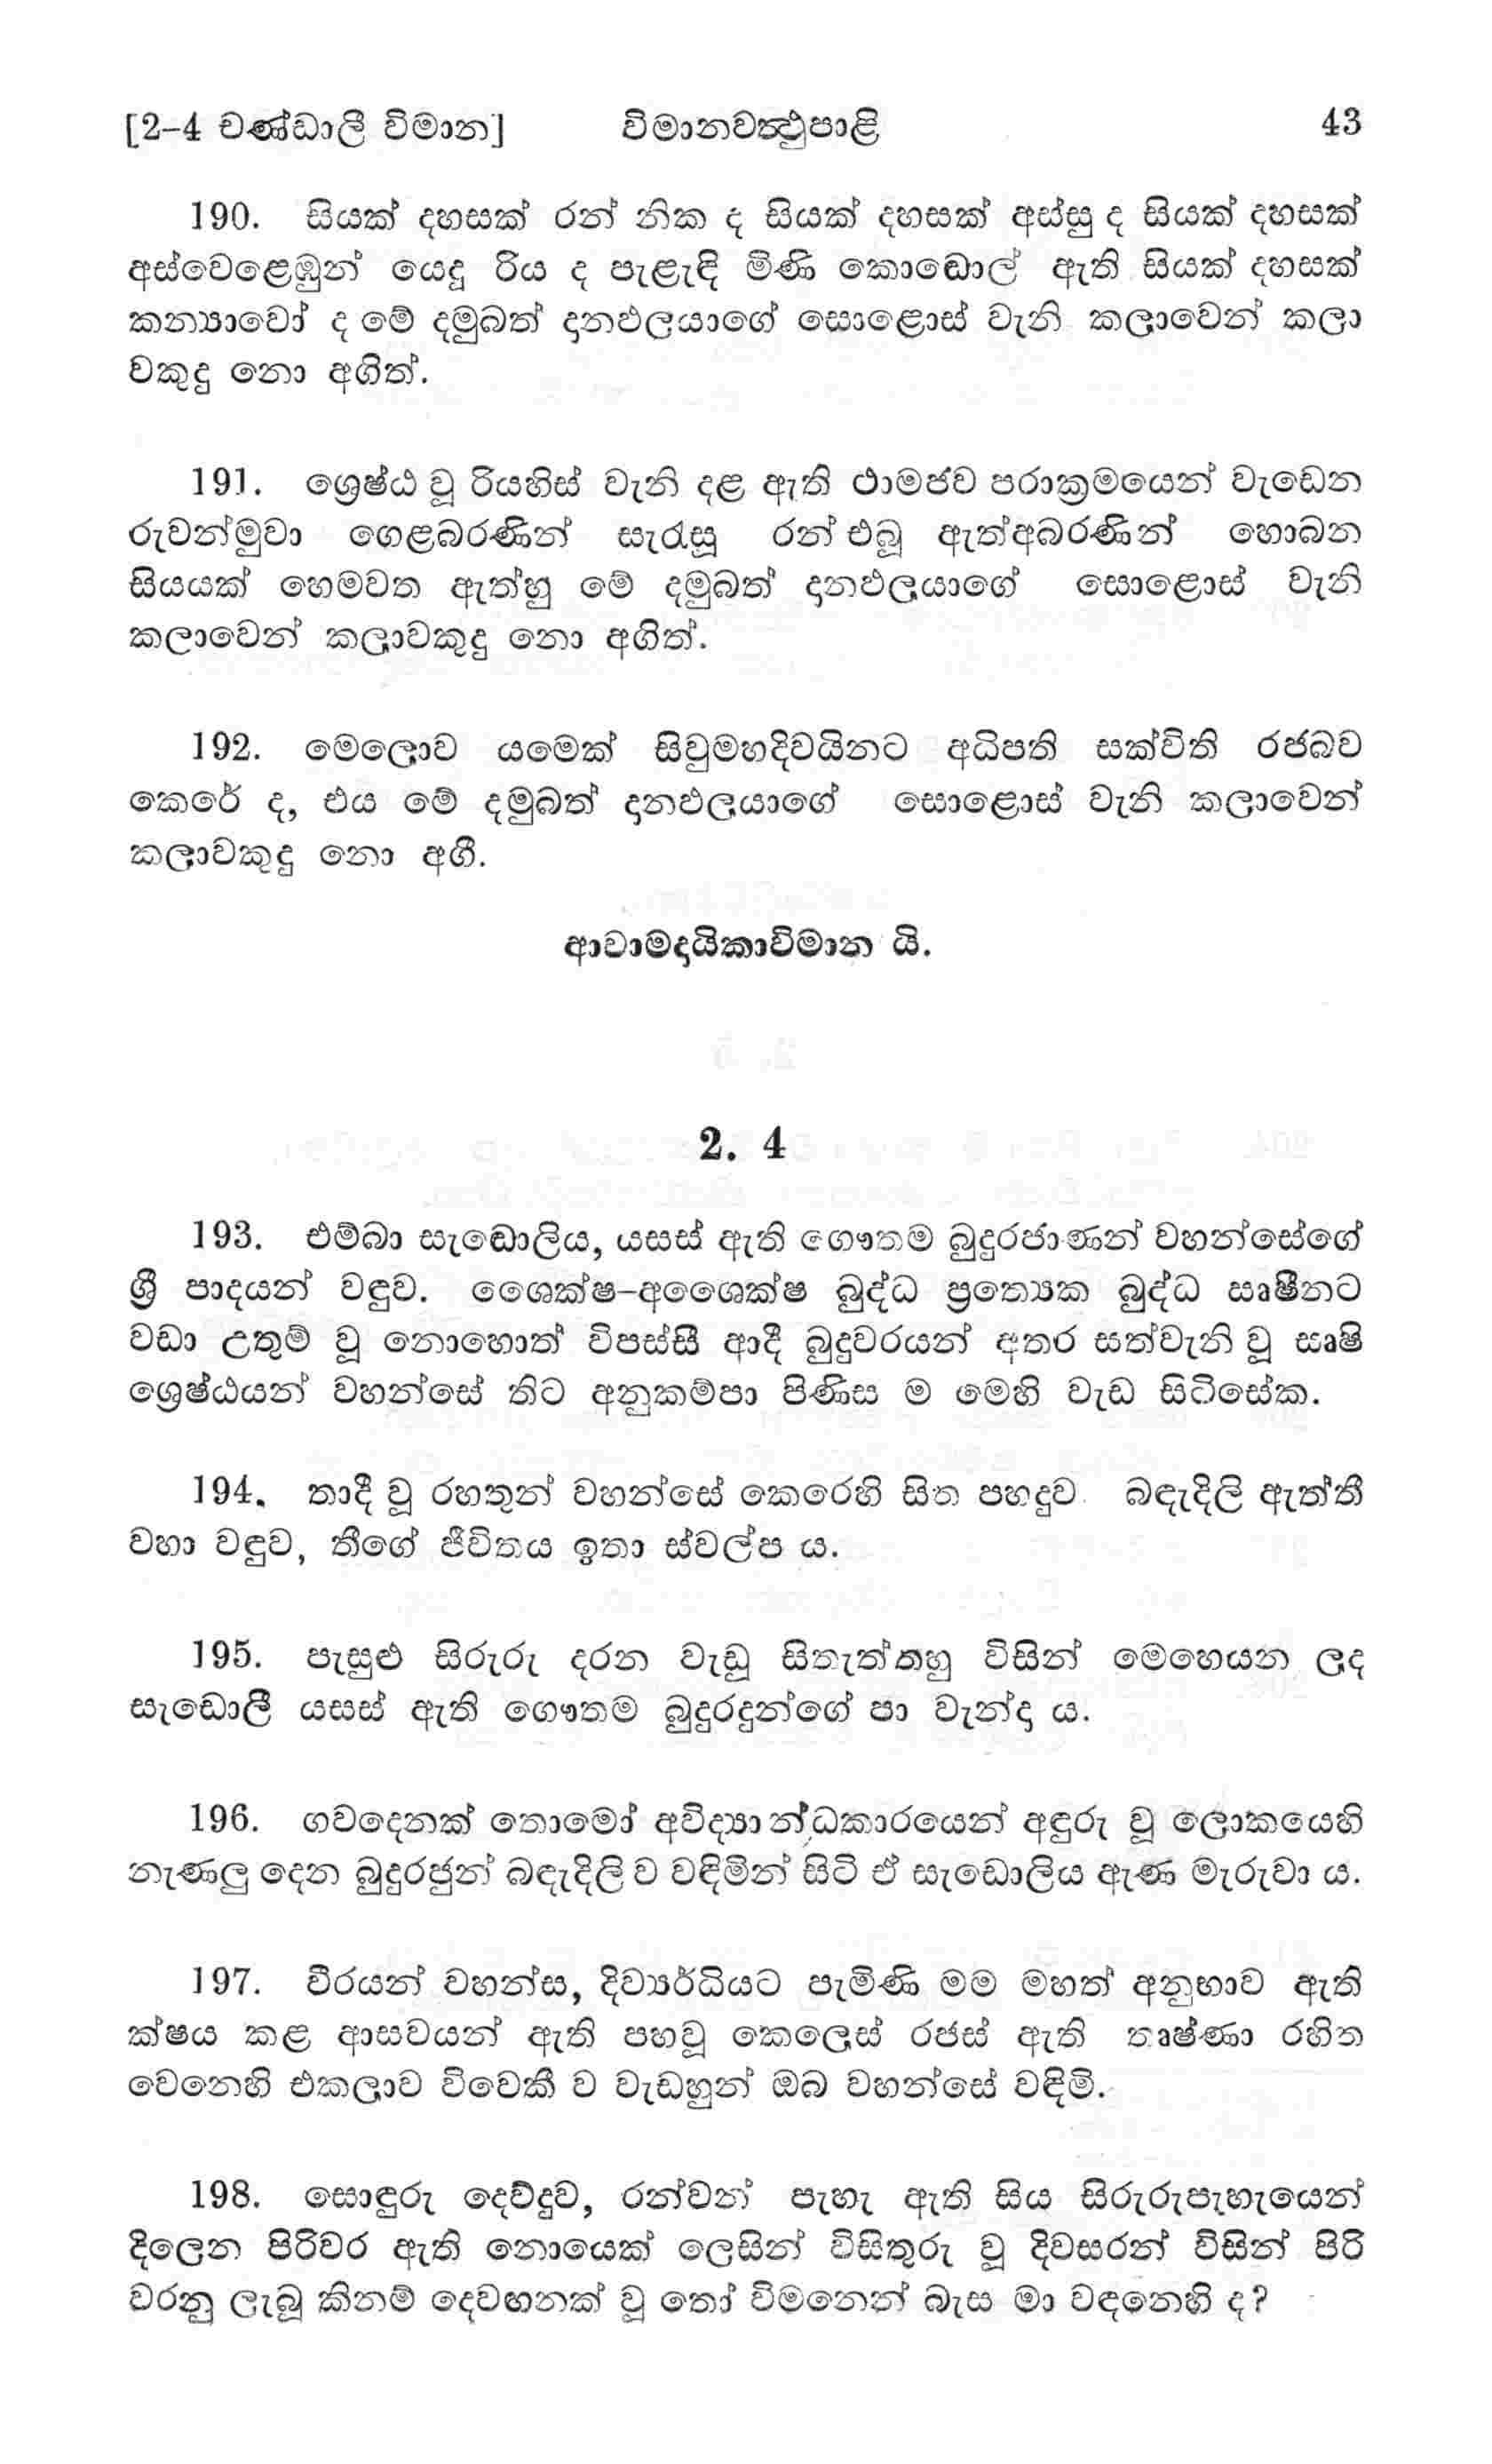 [2-4 චණ්ඩාලී විමාන] විමානවත්‍ථුපාළි 43
190. සියක් දහසක් රන් නික ද සියක් දහසක් අස්සු ද සියක් දහසක්
අස්වෙළෙඹුන් යෙදූ රිය ද පැළැඳි මිණි කොඬොල් ඇති සියක් දහසක්
කන්‍යාවෝ ද මේ දමුබත් දානඵලයාගේ සොළොස් වැනි කලාවෙන් කලා
වකුදු නො අගිත්.
191. ශ්‍රෙෂ්ඨ වූ රියහිස් වැනි දළ ඇති ථාමජව පරාක්‍රමයෙන් වැඩෙන
රුවන්මුවා ගෙළබරණින් සැරැසූ රන් එබූ ඇත්අබරණින් හොබන
සියයක් හෙමවත ඇත්හු මේ දමුබත් දානඵලයාගේ සොළොස් වැනි
කලාවෙන් කලාවකුදු නො අගිත්.
192. මෙලොව යමෙක් සිවුමහදිවයිනට අධිපති සක්විති රජබව
කෙරේ ද, එය මේ දමුබත් දානඵලයාගේ සොළොස් වැනි කලාවෙන්
කලාවකුදු නො අගී.
ආචාමදායිකාවිමාන යි.
2. 4
193. එම්බා සැඬොලිය, යසස් ඇති ගෞතම බුදුරජාණන් වහන්සේගේ
ශ්‍රී පාදයන් වඳුව. ශෛක්ෂ-අශෛක්ෂ බුද්ධ ප්‍රත්‍යෙක බුද්ධ ඍෂීනට
වඩා උතුම් වූ නොහොත් විපස්සී ආදී බුදුවරයන් අතර සත්වැනි වූ ඍෂි
ශ්‍රෙෂ්ඨයන් වහන්සේ තිට අනුකම්පා පිණිස ම මෙහි වැඩ සිටිසේක.
194. තාදී වූ රහතුන් වහන්සේ කෙරෙහි සිත පහදුව බඳැදිලි ඇත්තී
වහා වඳුව, තීගේ ජීවිතය ඉතා ස්වල්ප ය.
195. පැසුළු සිරුරු දරන වැඩූ සිතැත්තහු විසින් මෙහෙයන ලද
සැඩොලී යසස් ඇති ගෞතම බුදුරදුන්ගේ පා වැන්දා ය.
196. ගවදෙනක් තොමෝ අවිද්‍යාන්ධකාරයෙන් අඳුරු වූ ලොකයෙහි
නැණලු දෙන බුදුරජුන් බඳැදිලි ව වඳිමින් සිටි ඒ සැඩොලිය ඇණ මැරුවා ය.
197. වීරයන් වහන්ස, දිව්‍යර්ධියට පැමිණි මම මහත් අනුභාව ඇති
ක්ෂය කළ ආසවයන් ඇති පහවූ කෙලෙස් රජස් ඇති තෘෂ්ණා රහිත
වෙනෙහි එකලාව විවෙකී ව වැඩහුන් ඔබ වහන්සේ වඳිමි.
198. සොඳුරු දෙව්දුව, රන්වන් පැහැ ඇති සිය සිරුරුපැහැයෙන්
දිලෙන පිරිවර ඇති නොයෙක් ලෙසින් විසිතුරු වූ දිවසරන් විසින් පිරි
වරනු ලැබූ කිනම් දෙවඟනක් වූ තෝ විමනෙන් බැස මා වඳනෙහි ද?